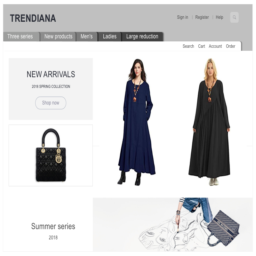 TRENDIANA
Sign in | Register Help
These series New products Men's Ladies Large reduction
Search Cart Account Order
NEW ARRIVALS
2018 SPRING COLLECTION
Shop now
Summer series
2018